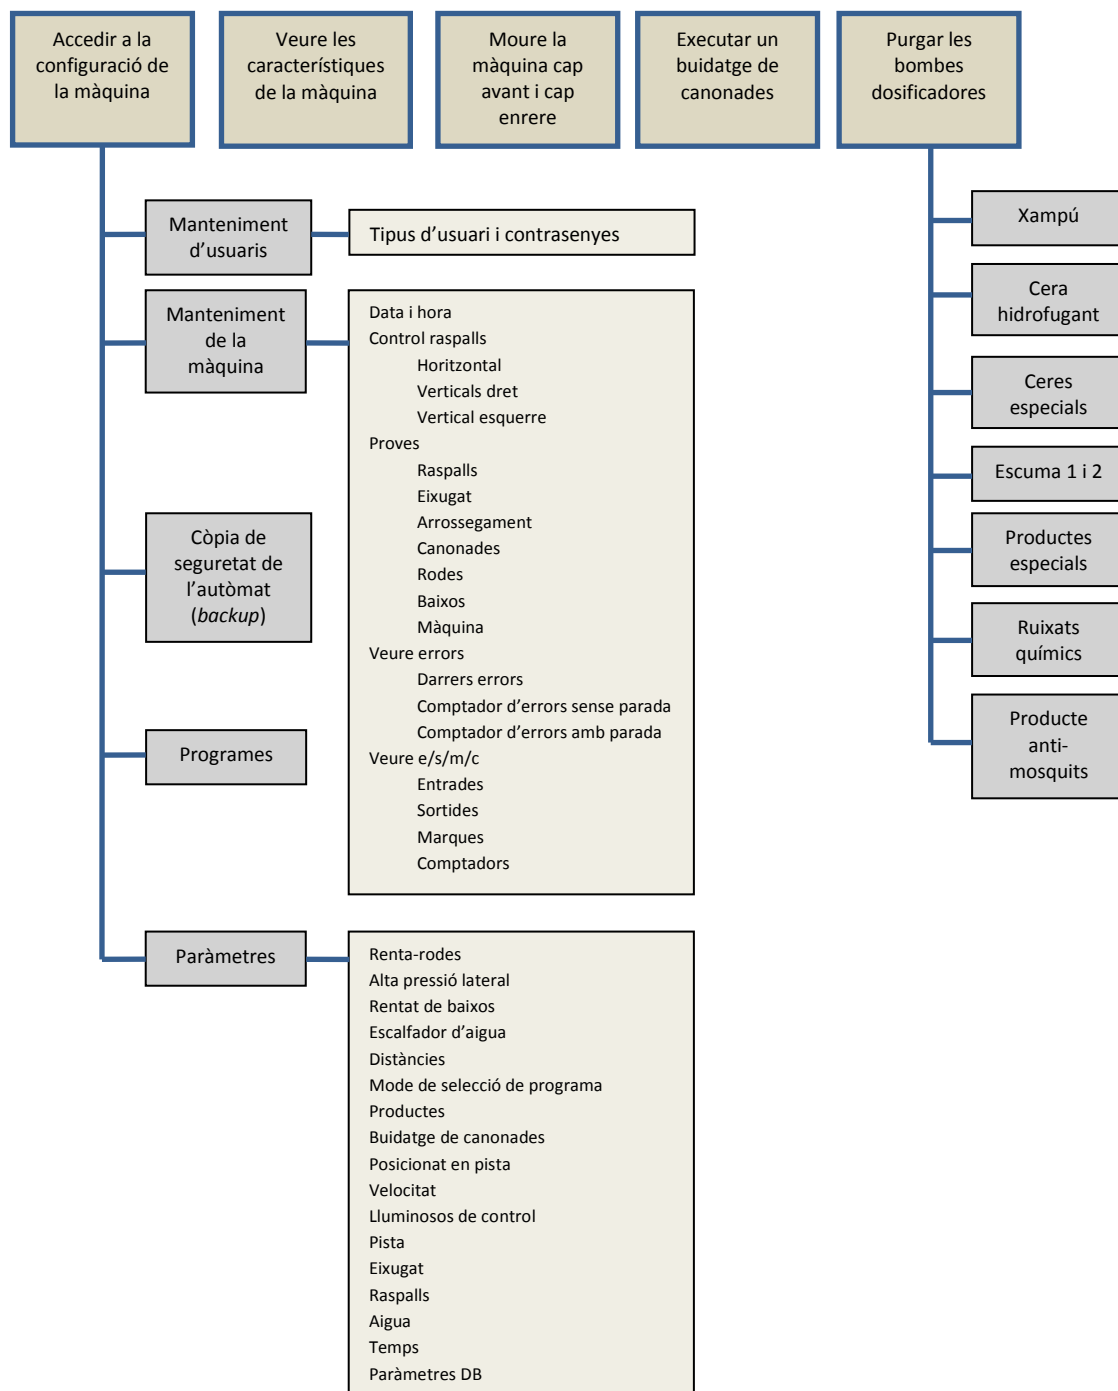 Accedir a la
configuració de
la màquina
Veure les
característiques
de la màquina
Moure la
màquina cap
avant i cap
enrere
Executar un
buidatge de
canonades
Purgar les
bombes
dosificadores
Manteniment
d’usuaris
Tipus d’usuari i contrasenyes
Manteniment
de la
màquina
Data i hora
Control raspalls
Horitzontal
Verticals dret
Vertical esquerre
Proves
Raspalls
Eixugat
Arrossegament
Canonades
Rodes
Baixos
Màquina
Veure errors
Darrers errors
Comptador d’errors sense parada
Comptador d’errors amb parada
Veure e/s/m/c
Entrades
Sortides
Marques
Comptadors
Còpia de
seguretat de
l’autòmat
(backup)
Programes
Paràmetres
Renta-rodes
Alta pressió lateral
Rentat de baixos
Escalfador d’aigua
Distàncies
Mode de selecció de programa
Productes
Buidatge de canonades
Posicionat en pista
Velocitat
Lluminosos de control
Pista
Eixugat
Raspalls
Aigua
Temps
Paràmetres DB
Xampú
Cera
hidrofugant
Ceres
especials
Escuma 1 i 2
Productes
especials
Ruixats
químics
Producte
anti-
mosquits